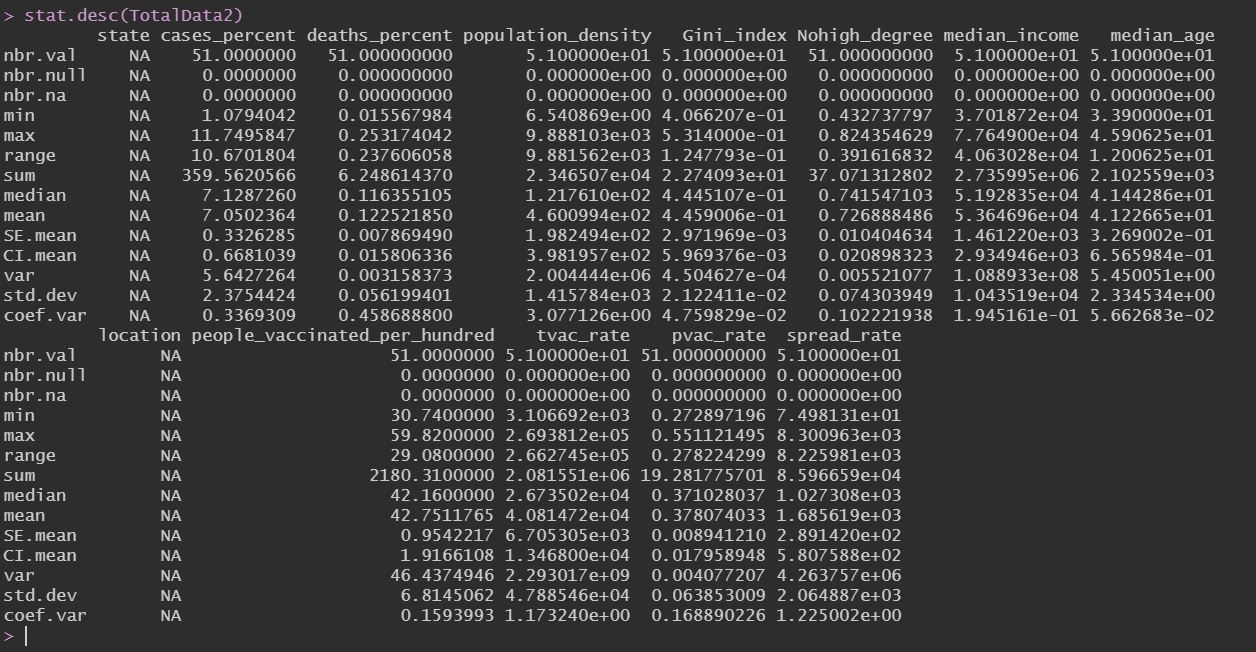 > stat.desc(TotalData2)
state cases_percent deaths_percent population_density Gini_index Nohigh_degree median_income median_age
nbr.val NA 51.0000000 51.000000000 5.100000e+01 5.100000e+01 51.000000000 5.100000e+01 5.100000e+01
nbr.null NA 0.0000000 0.000000000 0.000000e+00 0.000000e+00 0.000000000 0.000000e+00 0.000000e+00
nbr.na NA 0.0000000 0.000000000 0.000000e+00 0.000000e+00 0.000000000 0.000000e+00 0.000000e+00
min NA 1.0794042 0.015567984 6.540869e+00 4.066207e-01 0.432737797 3.701872e+04 3.390000e+01
max NA 11.7495847 0.253174042 9.888103e+03 5.314000e-01 0.824354629 7.764900e+04 4.590625e+01
range NA 10.6701804 0.237606058 9.881562e+03 1.247793e-01 0.391616832 4.063028e+04 1.200625e+01
sum NA 359.5620566 6.248614370 2.346507e+04 2.274093e+01 37.071312802 2.735995e+06 2.102559e+03
median NA 7.1287260 0.116355105 1.217610e+02 4.445107e-01 0.741547103 5.192835e+04 4.144286e+01
mean NA 7.0502364 0.122521850 4.600994e+02 4.459006e-01 0.726888486 5.364696e+04 4.122665e+01
SE.mean NA 0.3326285 0.007869490 1.982494e+02 2.971969e-03 0.010404634 1.461220e+03 3.269002e-01
CI.mean NA 0.6681039 0.015806336 3.981957e+02 5.969376e-03 0.020898323 2.934946e+03 6.565984e-01
var NA 5.6427264 0.003158373 2.004444e+06 4.504627e-04 0.005521077 1.088933e+08 5.450051e+00
std.dev NA 2.3754424 0.056199401 1.415784e+03 2.122411e-02 0.074303949 1.043519e+04 2.334534e+00
coef.var NA 0.3369309 0.458688800 3.077126e+00 4.759829e-02 0.102221938 1.945161e-01 5.662683e-02
location people_vaccinated_per_hundred tvac_rate pvac_rate spread_rate
nbr.val NA 51.0000000 5.100000e+01 51.000000000 5.100000e+01
nbr.null NA 0.0000000 0.000000e+00 0.000000000 0.000000e+00
nbr.na NA 0.0000000 0.000000e+00 0.000000000 0.000000e+00
min NA 30.7400000 3.106692e+03 0.272897196 7.498131e+01
max NA 59.8200000 2.693812e+05 0.551121495 8.300963e+03
range NA 29.0800000 2.662745e+05 0.278224299 8.225981e+03
sum NA 2180.3100000 2.081551e+06 19.281775701 8.596659e+04
median NA 42.1600000 2.673502e+04 0.371028037 1.027308e+03
mean NA 42.7511765 4.081472e+04 0.378074033 1.685619e+03
SE.mean NA 0.9542217 6.705305e+03 0.008941210 2.891420e+02
CI.mean NA 1.9166108 1.346800e+04 0.017958948 5.807588e+02
var NA 46.4374946 2.293017e+09 0.004077207 4.263757e+06
std.dev NA 6.8145062 4.788546e+04 0.063853009 2.064887e+03
coef.var NA 0.1593993 1.173240e+00 0.168890226 1.225002e+00
>